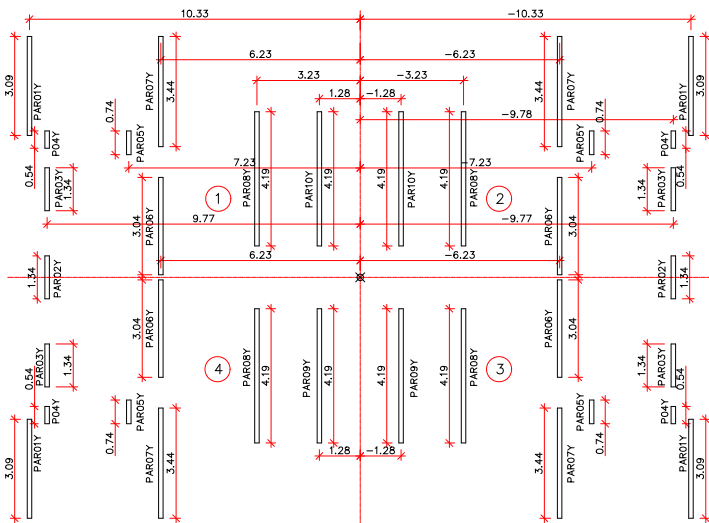 10.33
-10.33
6.23
-6.23
3.23
-3.23
1.28
-1.28
-9.78
3.09
PAR01Y
PAR07Y
3.44
3.44
PAR07Y
PAR01Y
3.09
0.74
0.74
P04Y
PAR05Y
PAR05Y
P04Y
0.54
0.54
7.23
-7.23
1.34
PAR03Y
PAR08Y
4.19
PAR10Y
4.19
4.19
PAR10Y
4.19
PAR08Y
1.34
PAR03Y
1
2
3.04
PAR06Y
PAR06Y
3.04
9.77
-9.77
6.23
-6.23
1.34
PAR02Y
PAR02Y
1.34
PAR06Y
3.04
PAR06Y
3.04
PAR03Y
1.34
4
PAR08Y
4.19
PAR09Y
4.19
4.19
PAR09Y
4.19
PAR08Y
3
1.34
PAR03Y
0.54
0.54
P04Y
PAR05Y
PAR05Y
P04Y
0.74
0.74
3.09
PAR01Y
PAR07Y
3.44
1.28
-1.28
3.44
PAR07Y
PAR01Y
3.09